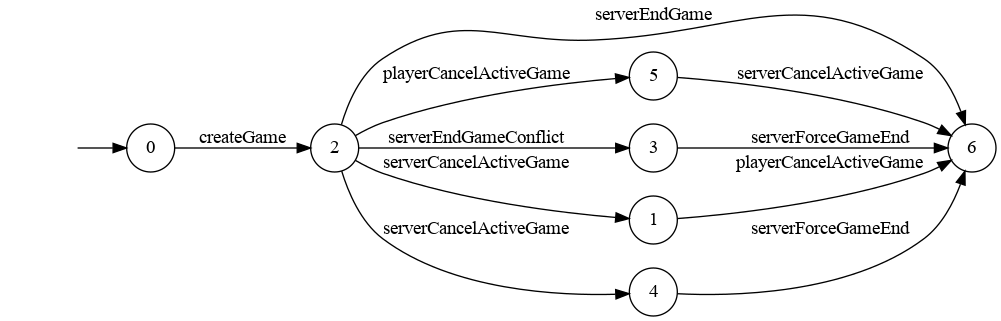 serverEndGame
playerCancelActiveGame
5
serverCancelActiveGame
0
createGame
2
serverEndGameConflict
3
serverForceGameEnd
6
serverCancelActiveGame
playerCancelActiveGame
1
serverCancelActiveGame
serverForceGameEnd
4